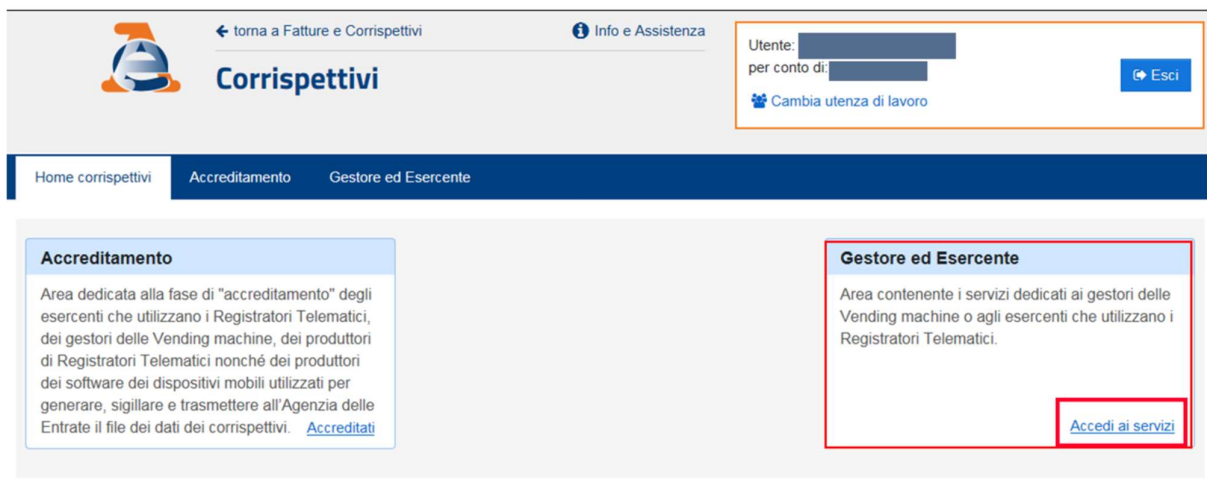 torna a Fatture e Corrispettivi
Info e Assistenza
Corrispettivi
Utente:
per conto di:
Cambia utenza di lavoro
Esci
Home corrispettivi
Accreditamento
Gestore ed Esercente
Accreditamento
Area dedicata alla fase di "accreditamento" degli
esercenti che utilizzano i Registratori Telematici,
dei gestori delle Vending machine, dei produttori
di Registratori Telematici nonché dei produttori
dei software dei dispositivi mobili utilizzati per
generare, sigillare e trasmettere all'Agenzia delle
Entrate il file dei dati dei corrispettivi. Accreditati
Gestore ed Esercente
Area contenente i servizi dedicati ai gestori delle
Vending machine o agli esercenti che utilizzano i
Registratori Telematici.
Accedi ai servizi